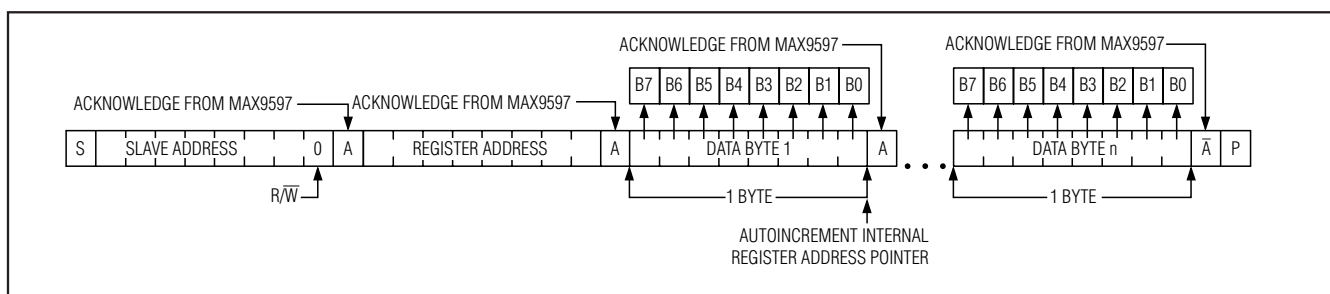 ACKNOWLEDGE FROM MAX9597
ACKNOWLEDGE FROM MAX9597
B7 B6 B5 B4 B3 B2 B1 B0
B7 B6 B5 B4 B3 B2 B1 B0
ACKNOWLEDGE FROM MAX9597
ACKNOWLEDGE FROM MAX9597
S SLAVE ADDRESS 0 A REGISTER ADDRESS A DATA BYTE 1 A • • • DATA BYTE n A̅ P
R/W̅
1 BYTE
1 BYTE
AUTOINCREMENT INTERNAL
REGISTER ADDRESS POINTER